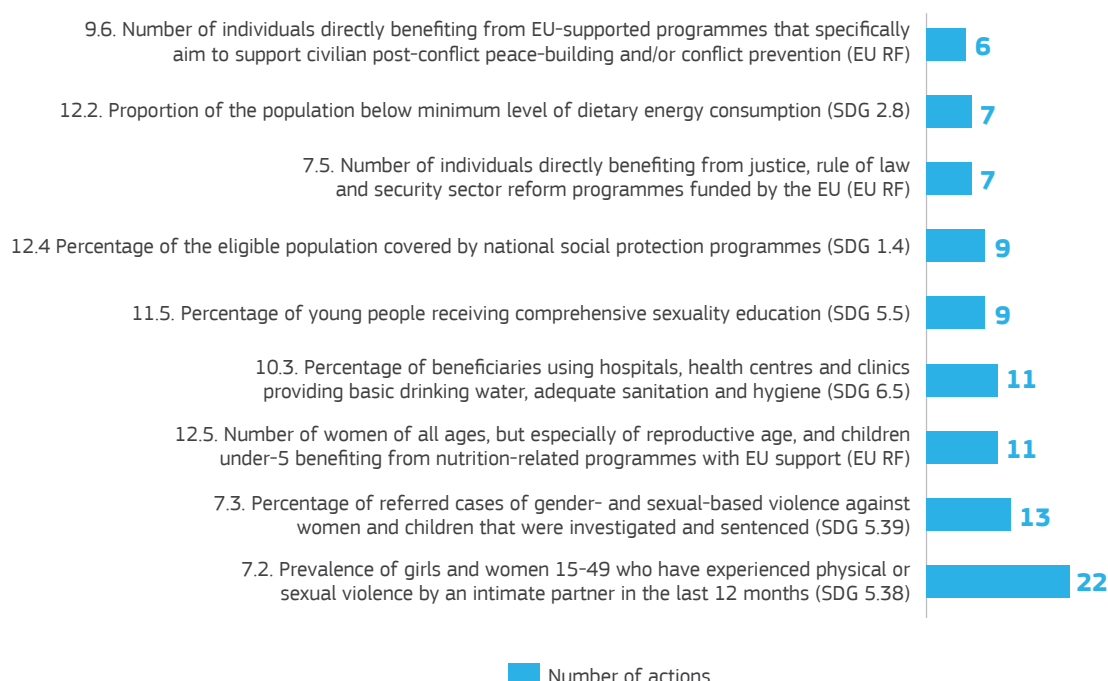 9.6. Number of individuals directly benefiting from EU-supported programmes that specifically
aim to support civilian post-conflict peace-building and/or conflict prevention (EU RF)
6
12.2. Proportion of the population below minimum level of dietary energy consumption (SDG 2.8)
7
7.5. Number of individuals directly benefiting from justice, rule of law
and security sector reform programmes funded by the EU (EU RF)
7
12.4 Percentage of the eligible population covered by national social protection programmes (SDG 1.4)
9
11.5. Percentage of young people receiving comprehensive sexuality education (SDG 5.5)
9
10.3. Percentage of beneficiaries using hospitals, health centres and clinics
providing basic drinking water, adequate sanitation and hygiene (SDG 6.5)
11
12.5. Number of women of all ages, but especially of reproductive age, and children
under-5 benefiting from nutrition-related programmes with EU support (EU RF)
11
7.3. Percentage of referred cases of gender- and sexual-based violence against
women and children that were investigated and sentenced (SDG 5.39)
13
7.2. Prevalence of girls and women 15-49 who have experienced physical or
sexual violence by an intimate partner in the last 12 months (SDG 5.38)
22
Number of actions